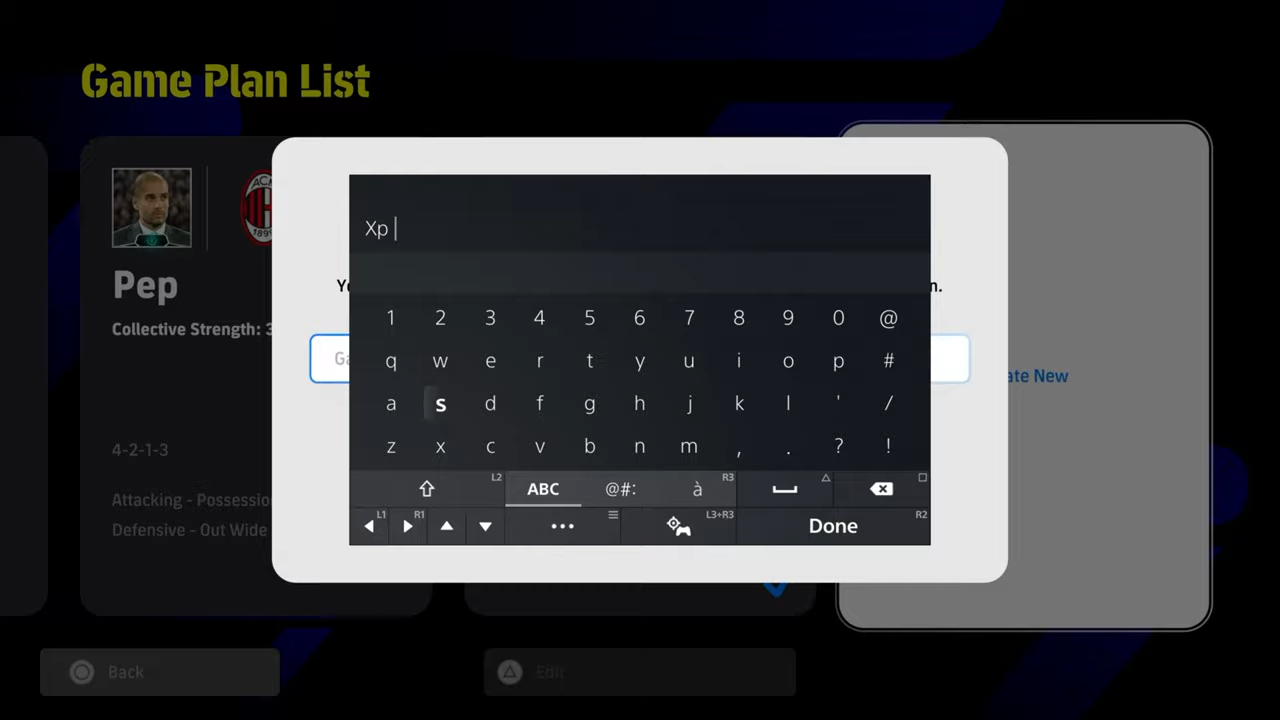 Game Plan List
Xp
1 2 3 4 5 6 7 8 9 0 @
q w e r t y u i o p #
a s d f g h j k l ' /
z x c v b n m , . ? !
L2
ABC
@#:
à
R3
L1
R1
L3+R3
Done
R2
Pep
Collective Strength: 3
4-2-1-3
Attacking - Possessio
Defensive - Out Wide
ate New
Back
Edit